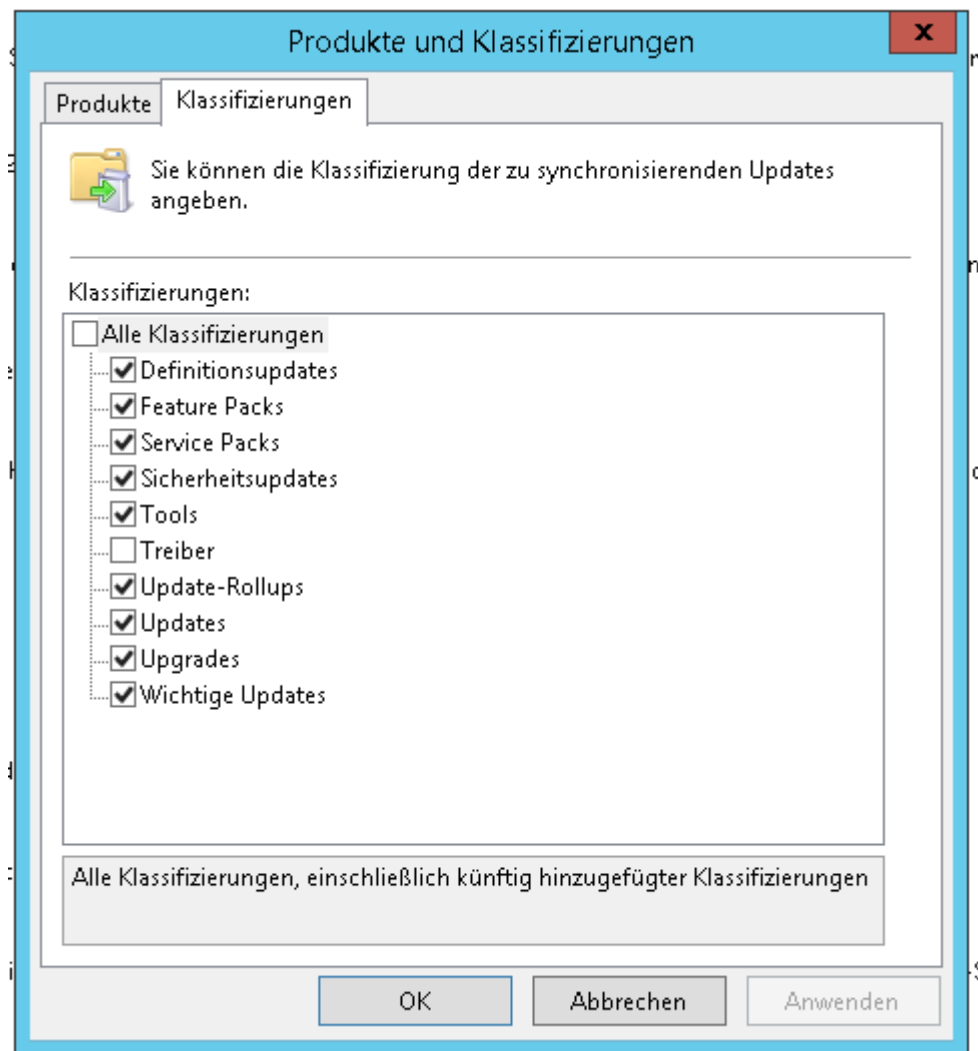 Produkte und Klassifizierungen
x
Produkte
Klassifizierungen
Sie können die Klassifizierung der zu synchronisierenden Updates
angeben.
Klassifizierungen:
Alle Klassifizierungen
Definitionsupdates
Feature Packs
Service Packs
Sicherheitsupdates
Tools
Treiber
Update-Rollups
Updates
Upgrades
Wichtige Updates
Alle Klassifizierungen, einschließlich künftig hinzugefügter Klassifizierungen
OK
Abbrechen
Anwenden